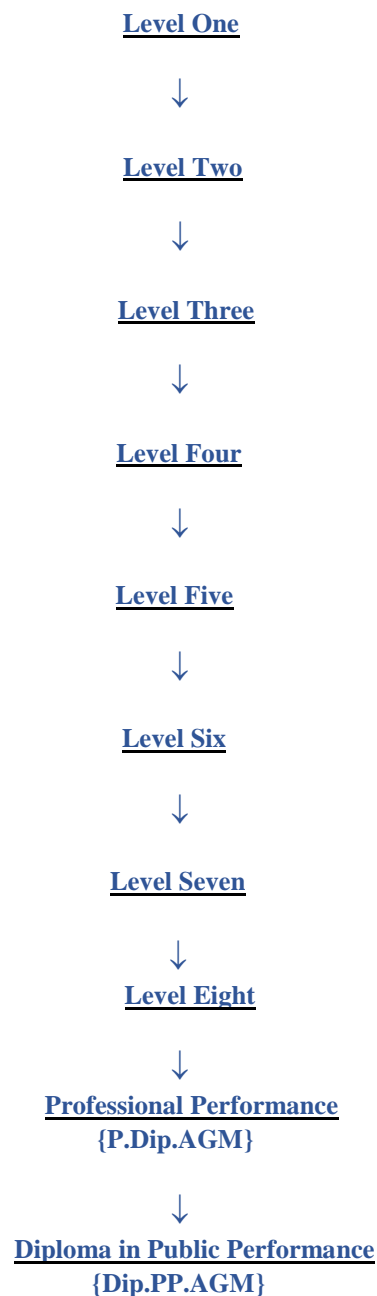 Level One
↓
Level Two
↓
Level Three
↓
Level Four
↓
Level Five
↓
Level Six
↓
Level Seven
↓
Level Eight
↓
Professional Performance
{P.Dip.AGM}
↓
Diploma in Public Performance
{Dip.PP.AGM}